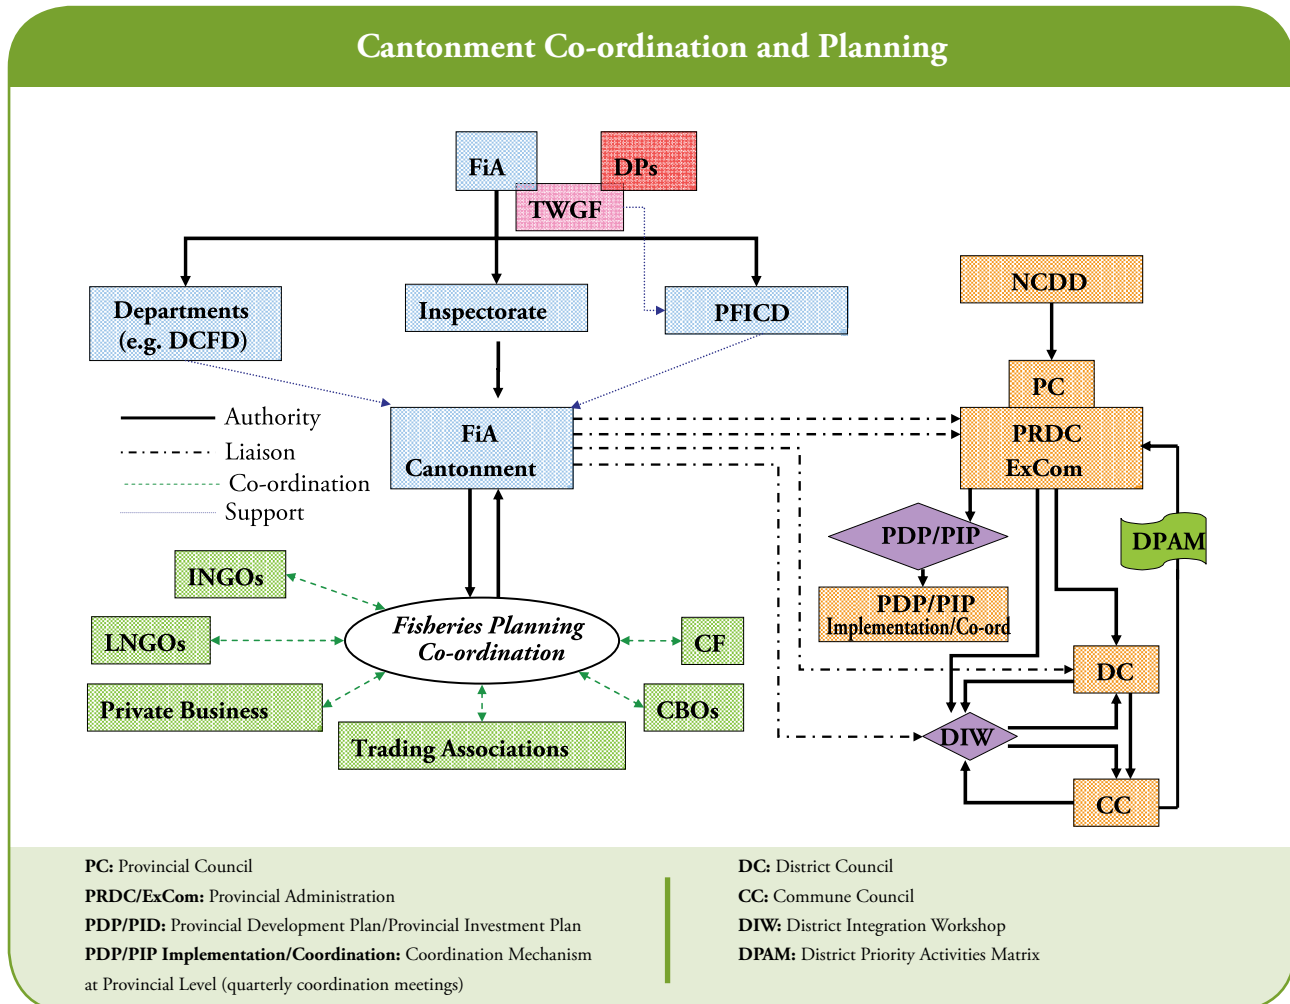 Cantonment Co-ordination and Planning
FiA
DPs
TWGF
Departments
(e.g. DCFD)
Inspectorate
PFICD
NCDD
PC
PRDC
ExCom
FiA
Cantonment
Authority
Liaison
Co-ordination
Support
PDP/PIP
DPAM
PDP/PIP
Implementation/Co-ord
INGOs
LNGOs
Private Business
Fisheries Planning
Co-ordination
CF
CBOs
Trading Associations
DC
DIW
CC
PC: Provincial Council
PRDC/ExCom: Provincial Administration
PDP/PID: Provincial Development Plan/Provincial Investment Plan
PDP/PIP Implementation/Coordination: Coordination Mechanism
at Provincial Level (quarterly coordination meetings)
DC: District Council
CC: Commune Council
DIW: District Integration Workshop
DPAM: District Priority Activities Matrix